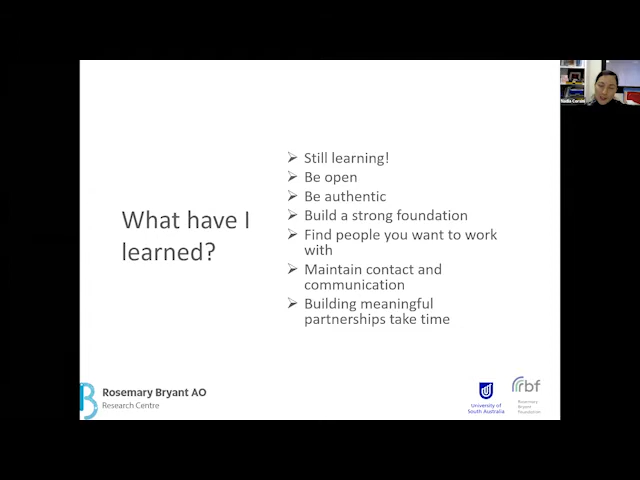 What have I
learned?
➢ Still learning!
➢ Be open
➢ Be authentic
➢ Build a strong foundation
➢ Find people you want to work
with
➢ Maintain contact and
communication
➢ Building meaningful
partnerships take time
Rosemary Bryant AO
Research Centre
University of
South Australia
rbf
Rosemary
Bryant
Foundation